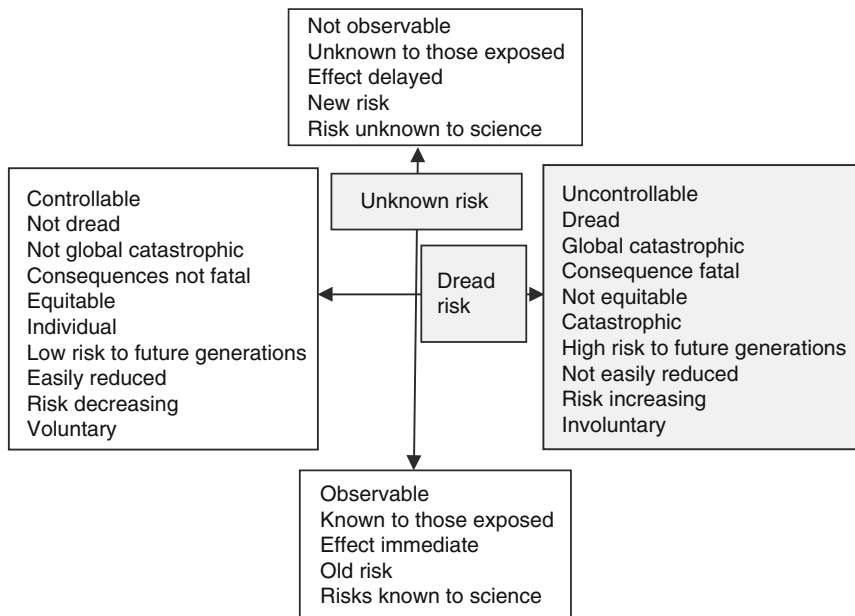 Not observable
Unknown to those exposed
Effect delayed
New risk
Risk unknown to science
Controllable
Not dread
Not global catastrophic
Consequences not fatal
Equitable
Individual
Low risk to future generations
Easily reduced
Risk decreasing
Voluntary
Unknown risk
Dread
risk
Uncontrollable
Dread
Global catastrophic
Consequence fatal
Not equitable
Catastrophic
High risk to future generations
Not easily reduced
Risk increasing
Involuntary
Observable
Known to those exposed
Effect immediate
Old risk
Risks known to science